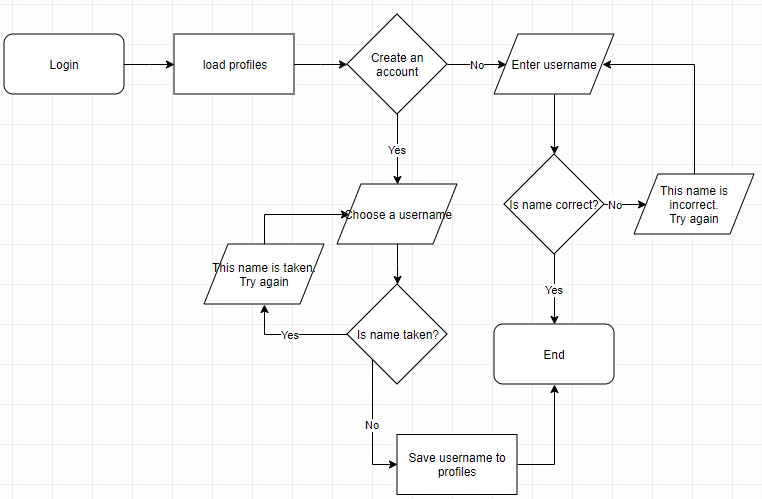 Login
load profiles
Create an
account
No
Enter username
Yes
Choose a username
Is name correct?
No
This name is
incorrect.
Try again
This name is taken.
Try again
Yes
Is name taken?
Yes
End
No
Save username to
profiles